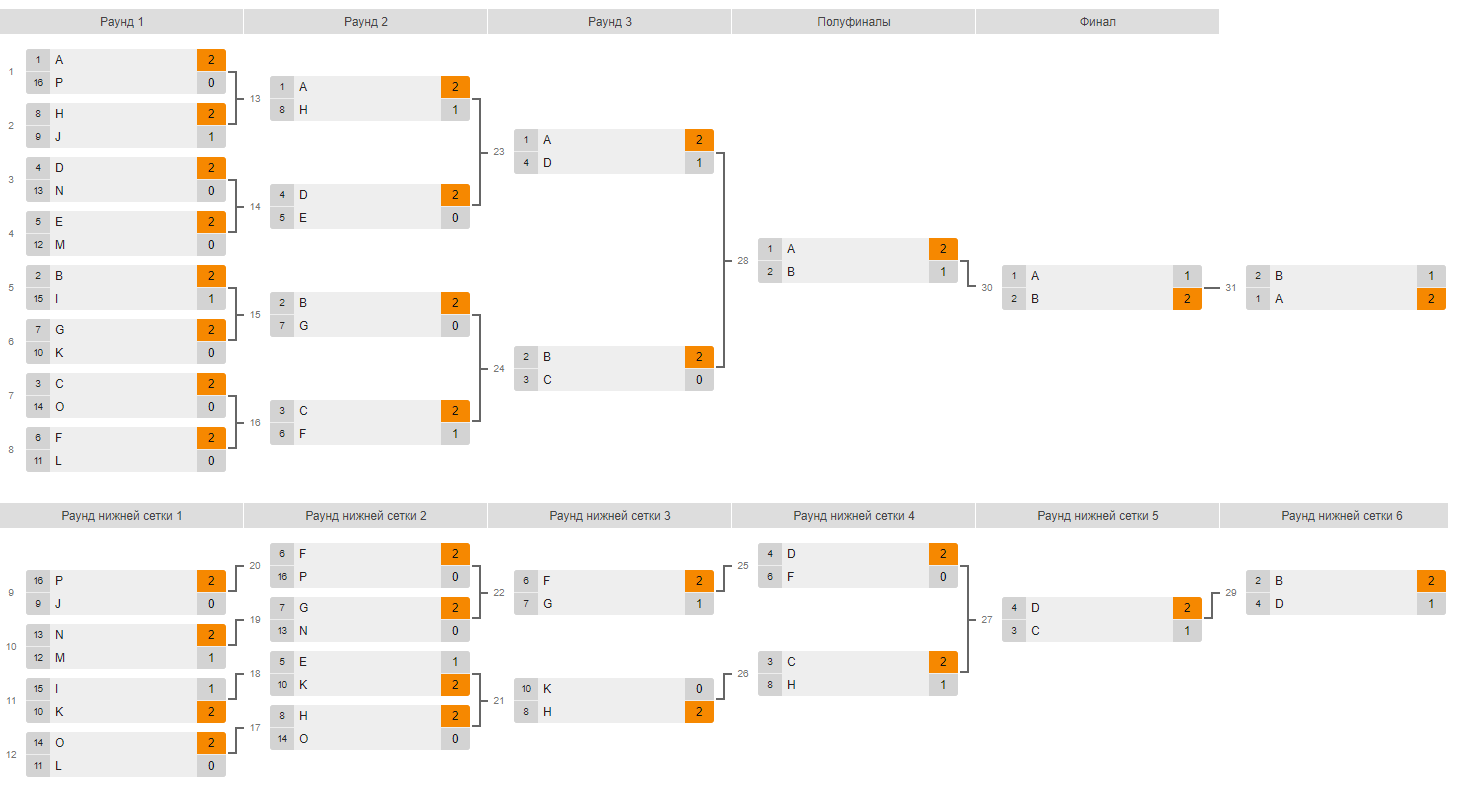 Раунд 1 Раунд 2 Раунд 3 Полуфиналы Финал
1 1 A 2
16 P 0
2 8 H 2
9 J 1
3 4 D 2
13 N 0
4 5 E 2
12 M 0
5 2 B 2
15 I 1
6 7 G 2
10 K 0
7 3 C 2
14 O 0
8 6 F 2
11 L 0
13 1 A 2
8 H 1
14 4 D 2
5 E 0
15 2 B 2
7 G 0
16 3 C 2
6 F 1
23 1 A 2
4 D 1
24 2 B 2
3 C 0
28 1 A 2
2 B 1
30 1 A 1
2 B 2
31 2 B 1
1 A 2
Раунд нижней сетки 1 Раунд нижней сетки 2 Раунд нижней сетки 3 Раунд нижней сетки 4 Раунд нижней сетки 5 Раунд нижней сетки 6
9 16 P 2
9 J 0
10 13 N 2
12 M 1
11 15 I 1
10 K 2
12 14 O 2
11 L 0
20 6 F 2
16 P 0
19 7 G 2
13 N 0
18 5 E 1
10 K 2
17 8 H 2
14 O 0
22 6 F 2
7 G 1
21 10 K 0
8 H 2
25 4 D 2
6 F 0
26 3 C 2
8 H 1
27 4 D 2
3 C 1
29 2 B 2
4 D 1